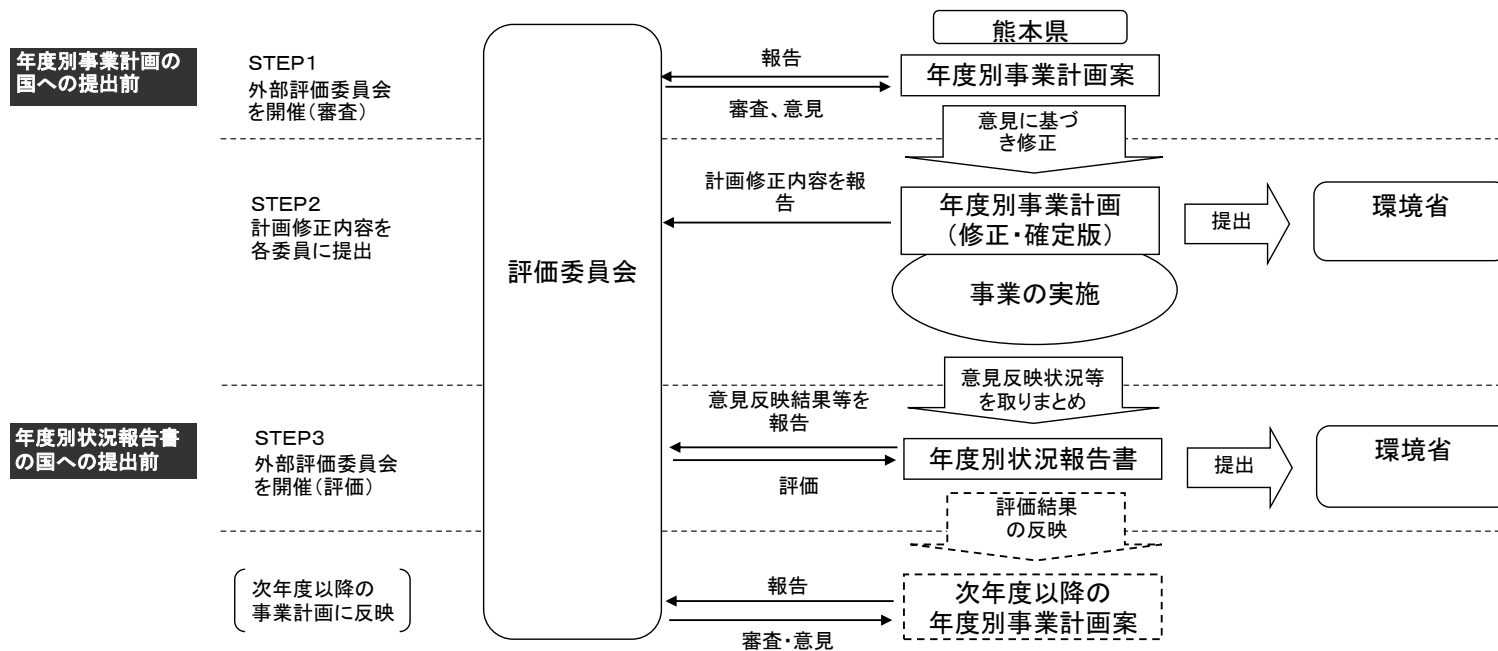 熊本県
年度別事業計画の
国への提出前
STEP1
外部評価委員会
を開催（審査）
報告
審査、意見
年度別事業計画案
意見に基づ
き修正
STEP2
計画修正内容を
各委員に提出
評価委員会
計画修正内容を報
告
年度別事業計画
（修正・確定版）
提出
環境省
事業の実施
意見反映状況等
を取りまとめ
年度別状況報告書
の国への提出前
STEP3
外部評価委員会
を開催（評価）
意見反映結果等を
報告
評価
年度別状況報告書
提出
環境省
評価結果
の反映
次年度以降の
事業計画に反映
報告
審査・意見
次年度以降の
年度別事業計画案